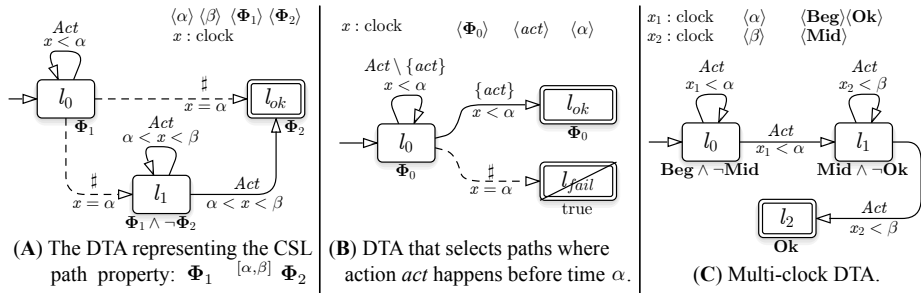 ⟨α⟩ ⟨β⟩ ⟨Φ₁⟩ ⟨Φ₂⟩
x : clock
Act
x < α
l₀
Φ₁
♯
x = α
l_ok
Φ₂
Act
α < x < β
♯
x = α
l₁
Φ₁ ∧ ¬Φ₂
Act
α < x < β
(A) The DTA representing the CSL
path property: Φ₁ [α,β] Φ₂
x : clock ⟨Φ₀⟩ ⟨act⟩ ⟨α⟩
Act \ {act}
x < α
l₀
Φ₀
{act}
x < α
l_ok
Φ₀
♯
x = α
l_fail
true
(B) DTA that selects paths where
action act happens before time α.
x₁ : clock ⟨α⟩ ⟨Beg⟩⟨Ok⟩
x₂ : clock ⟨β⟩ ⟨Mid⟩
Act
x₁ < α
l₀
Beg ∧ ¬Mid
Act
x₁ < α
Act
x₂ < β
l₁
Mid ∧ ¬Ok
l₂
Ok
Act
x₂ < β
(C) Multi-clock DTA.